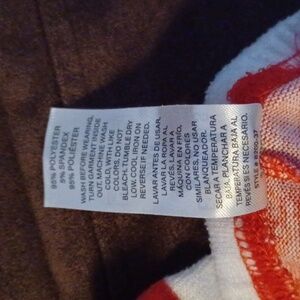 95% POLYESTER
5% SPANDEX
95% POLIÉSTER
WASH BEFORE WEARING,
TURN GARMENT INSIDE
OUT. MACHINE WASH
COLD, WITH LIKE
COLORS, DO NOT
BLEACH, TUMBLE DRY
LOW, COOL IRON ON
REVERSE IF NEEDED.
LAVAR ANTES USAR,
LAVAR LA ROPA AL
REVÉS. LAVAR A
MÁQUINA EN FRÍO,
CON COLORES
SIMILARES, NO USAR
BLANQUEADOR,
SECAR A TEMPERATURA
BAJA, PLANCHAR A
TEMPERATURA BAJA AL
REVÉS SI ES NECESARIO.